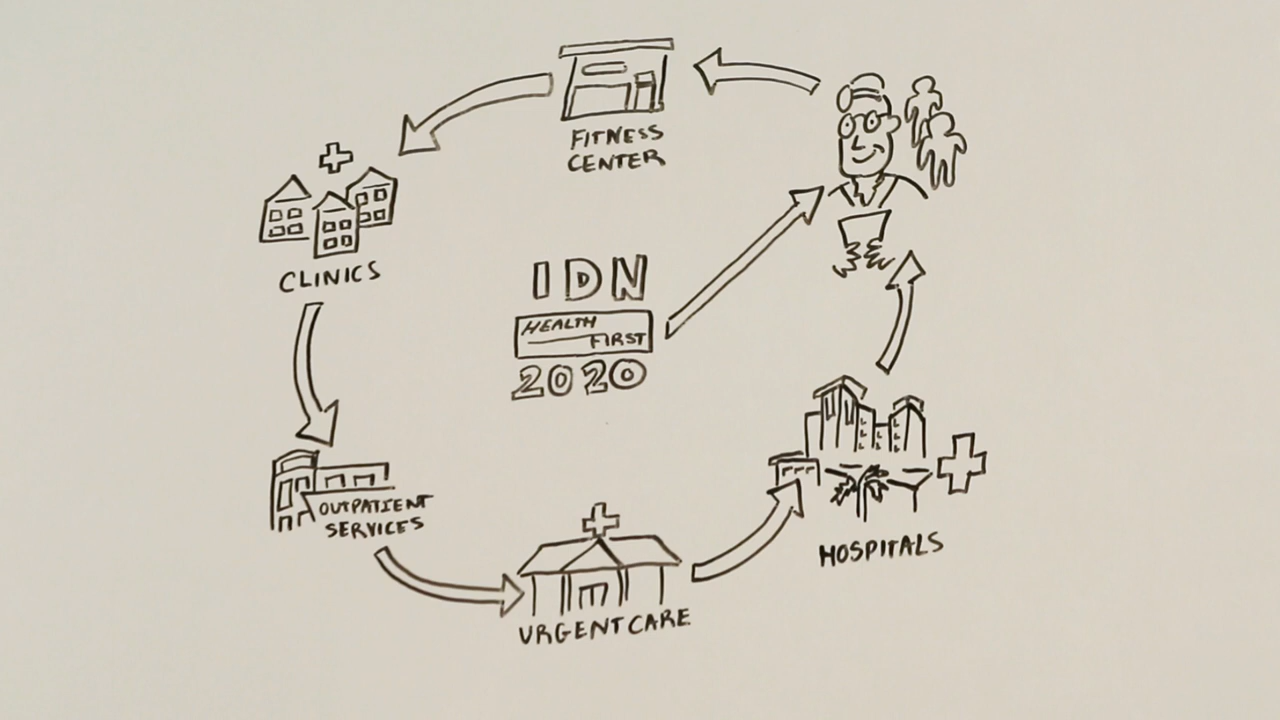 FITNESS
CENTER
CLINICS
IDN
HEALTH
FIRST
2020
OUTPATIENT
SERVICES
URGENT CARE
HOSPITALS